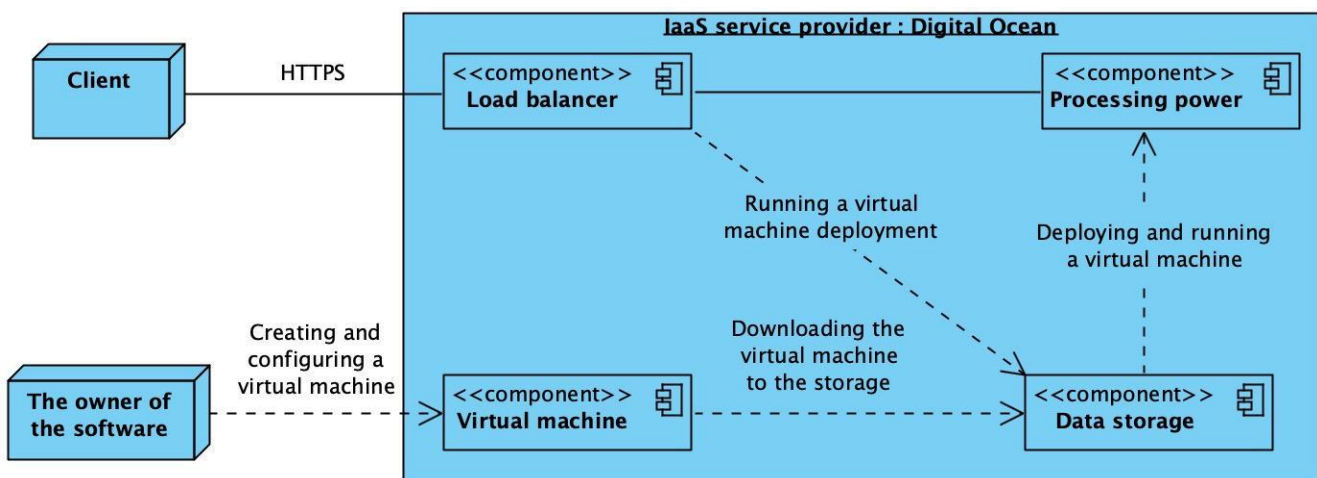 IaaS service provider : Digital Ocean
Client
HTTPS
<<component>>
Load balancer
<<component>>
Processing power
Running a virtual
machine deployment
Deploying and running
a virtual machine
Creating and
configuring a
virtual machine
Downloading the
virtual machine
to the storage
The owner of
the software
<<component>>
Virtual machine
<<component>>
Data storage